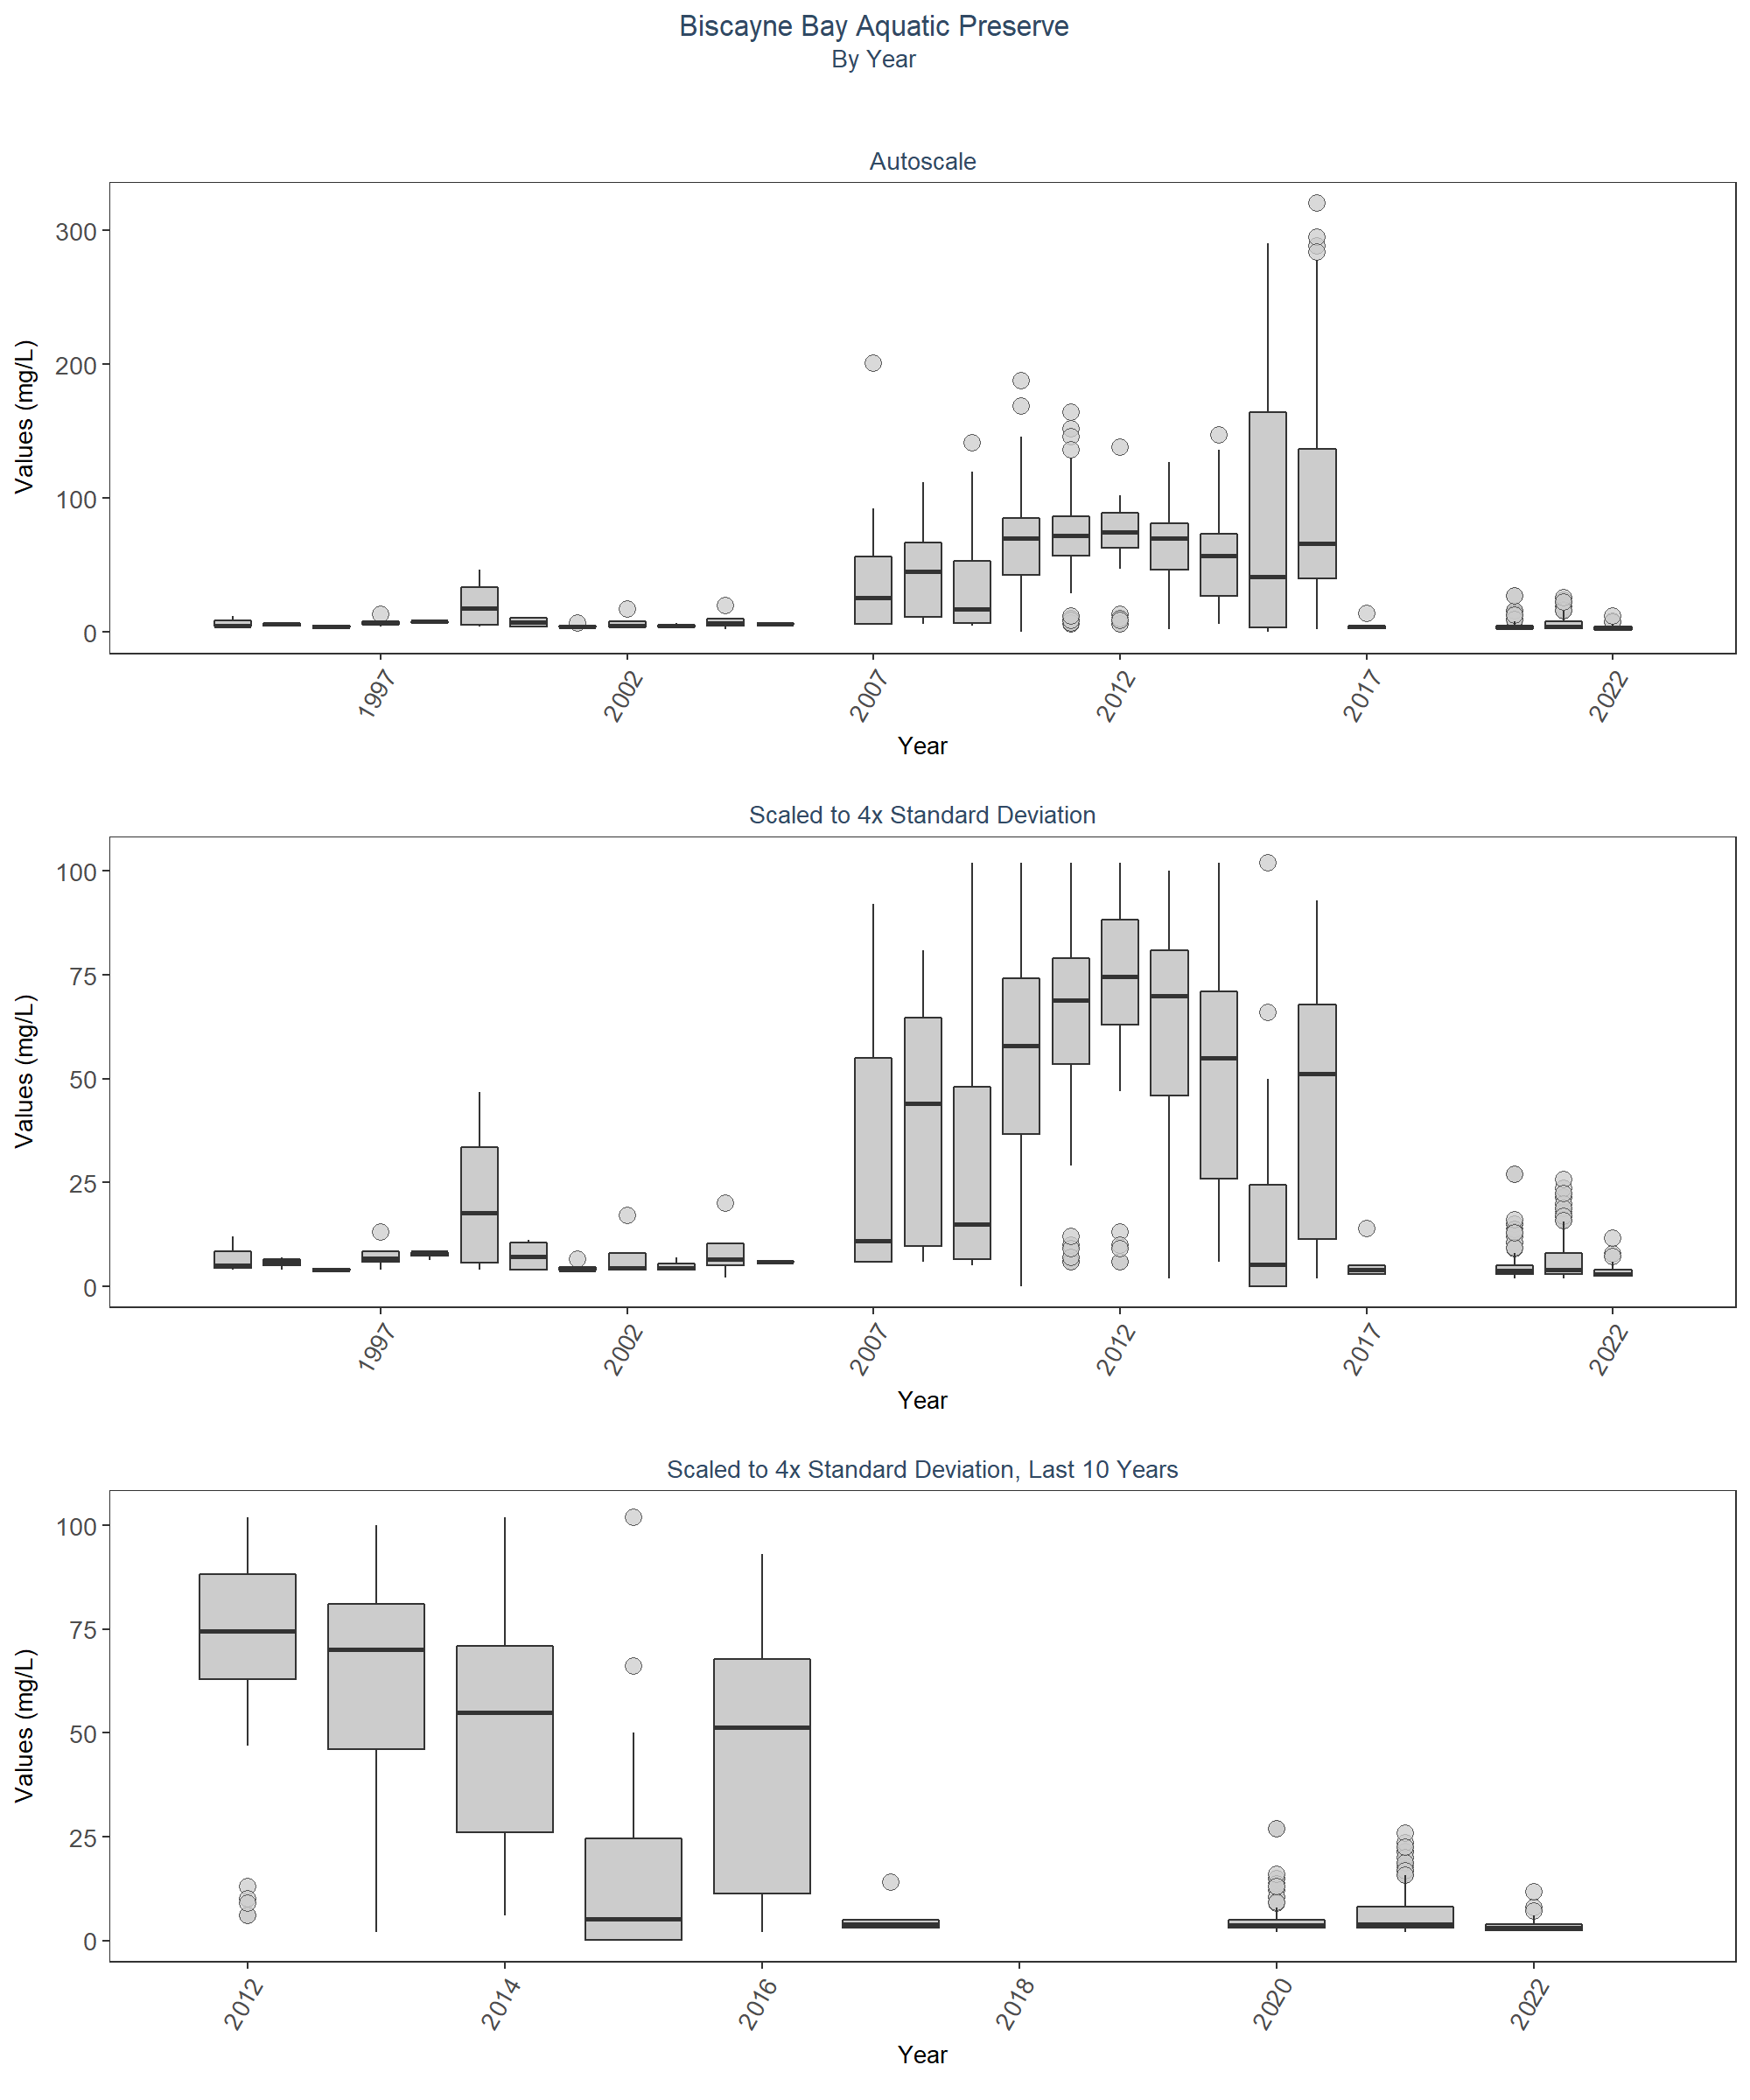 Biscayne Bay Aquatic Preserve
By Year
Autoscale
Values (mg/L)
300
200
100
0
1997
2002
2007
2012
2017
2022
Year
Scaled to 4x Standard Deviation
Values (mg/L)
100
75
50
25
0
1997
2002
2007
2012
2017
2022
Year
Scaled to 4x Standard Deviation, Last 10 Years
Values (mg/L)
100
75
50
25
0
2012
2014
2016
2018
2020
2022
Year